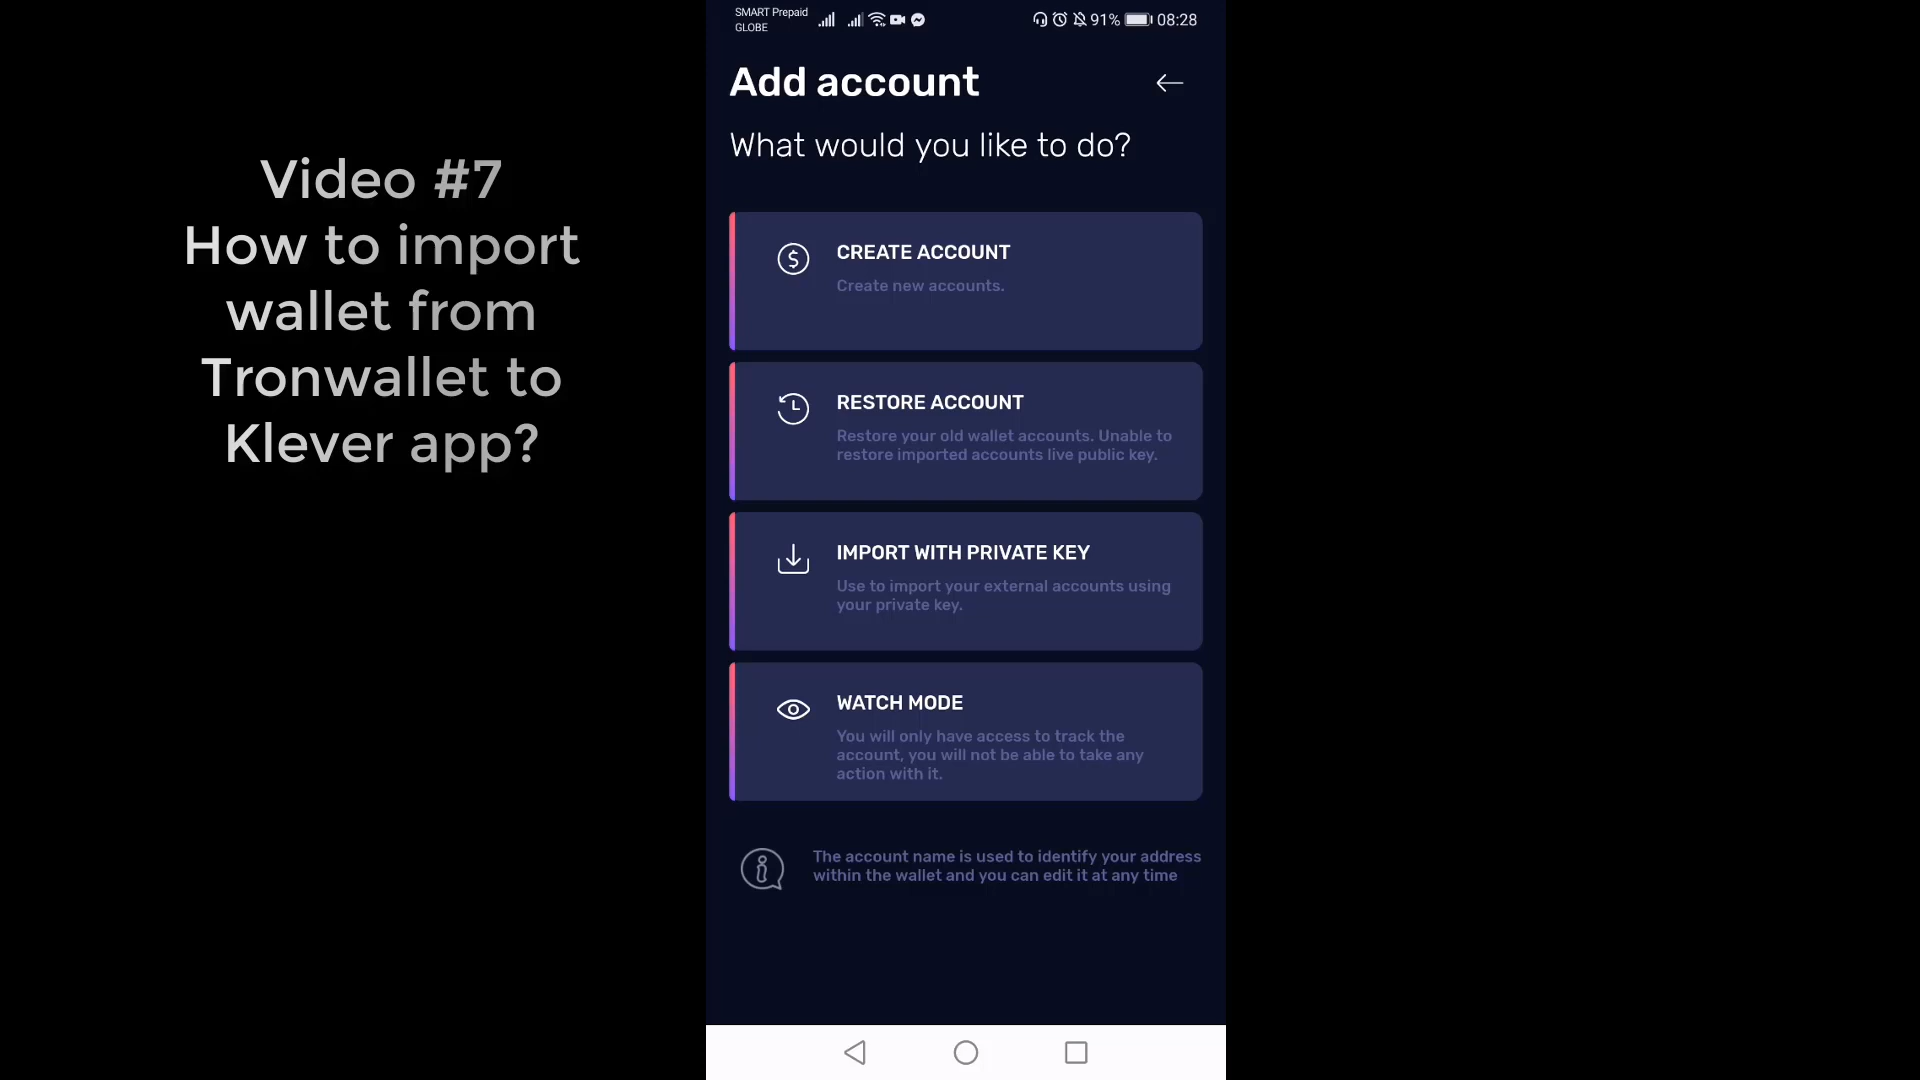 SMART Prepaid
GLOBE
91% 08:28
Add account
What would you like to do?
Video #7
How to import
wallet from
Tronwallet to
Klever app?
CREATE ACCOUNT
Create new accounts.
RESTORE ACCOUNT
Restore your old wallet accounts. Unable to
restore imported accounts live public key.
IMPORT WITH PRIVATE KEY
Use to import your external accounts using
your private key.
WATCH MODE
You will only have access to track the
account, you will not be able to take any
action with it.
The account name is used to identify your address
within the wallet and you can edit it at any time